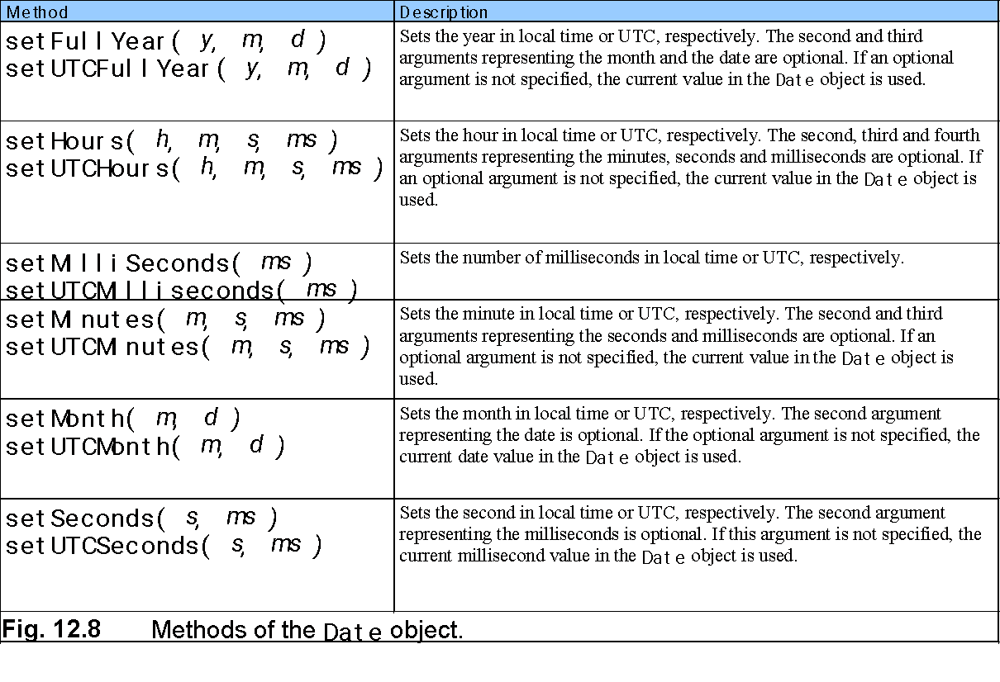 Method Description
setFullYear( y, m, d )
setUTCFullYear( y, m, d )
Sets the year in local time or UTC, respectively. The second and third
arguments representing the month and the date are optional. If an optional
argument is not specified, the current value in the Date object is used.
setHours( h, m, s, ms )
setUTCHours( h, m, s, ms )
Sets the hour in local time or UTC, respectively. The second, third and fourth
arguments representing the minutes, seconds and milliseconds are optional. If
an optional argument is not specified, the current value in the Date object is
used.
setMilliSeconds( ms )
setUTCMilliseconds( ms )
Sets the number of milliseconds in local time or UTC, respectively.
setMinutes( m, s, ms )
setUTCMinutes( m, s, ms )
Sets the minute in local time or UTC, respectively. The second and third
arguments representing the seconds and milliseconds are optional. If an
optional argument is not specified, the current value in the Date object is
used.
setMonth( m, d )
setUTCMonth( m, d )
Sets the month in local time or UTC, respectively. The second argument
representing the date is optional. If the optional argument is not specified, the
current date value in the Date object is used.
setSeconds( s, ms )
setUTCSeconds( s, ms )
Sets the second in local time or UTC, respectively. The second argument
representing the milliseconds is optional. If this argument is not specified, the
current millisecond value in the Date object is used.
Fig. 12.8 Methods of the Date object.